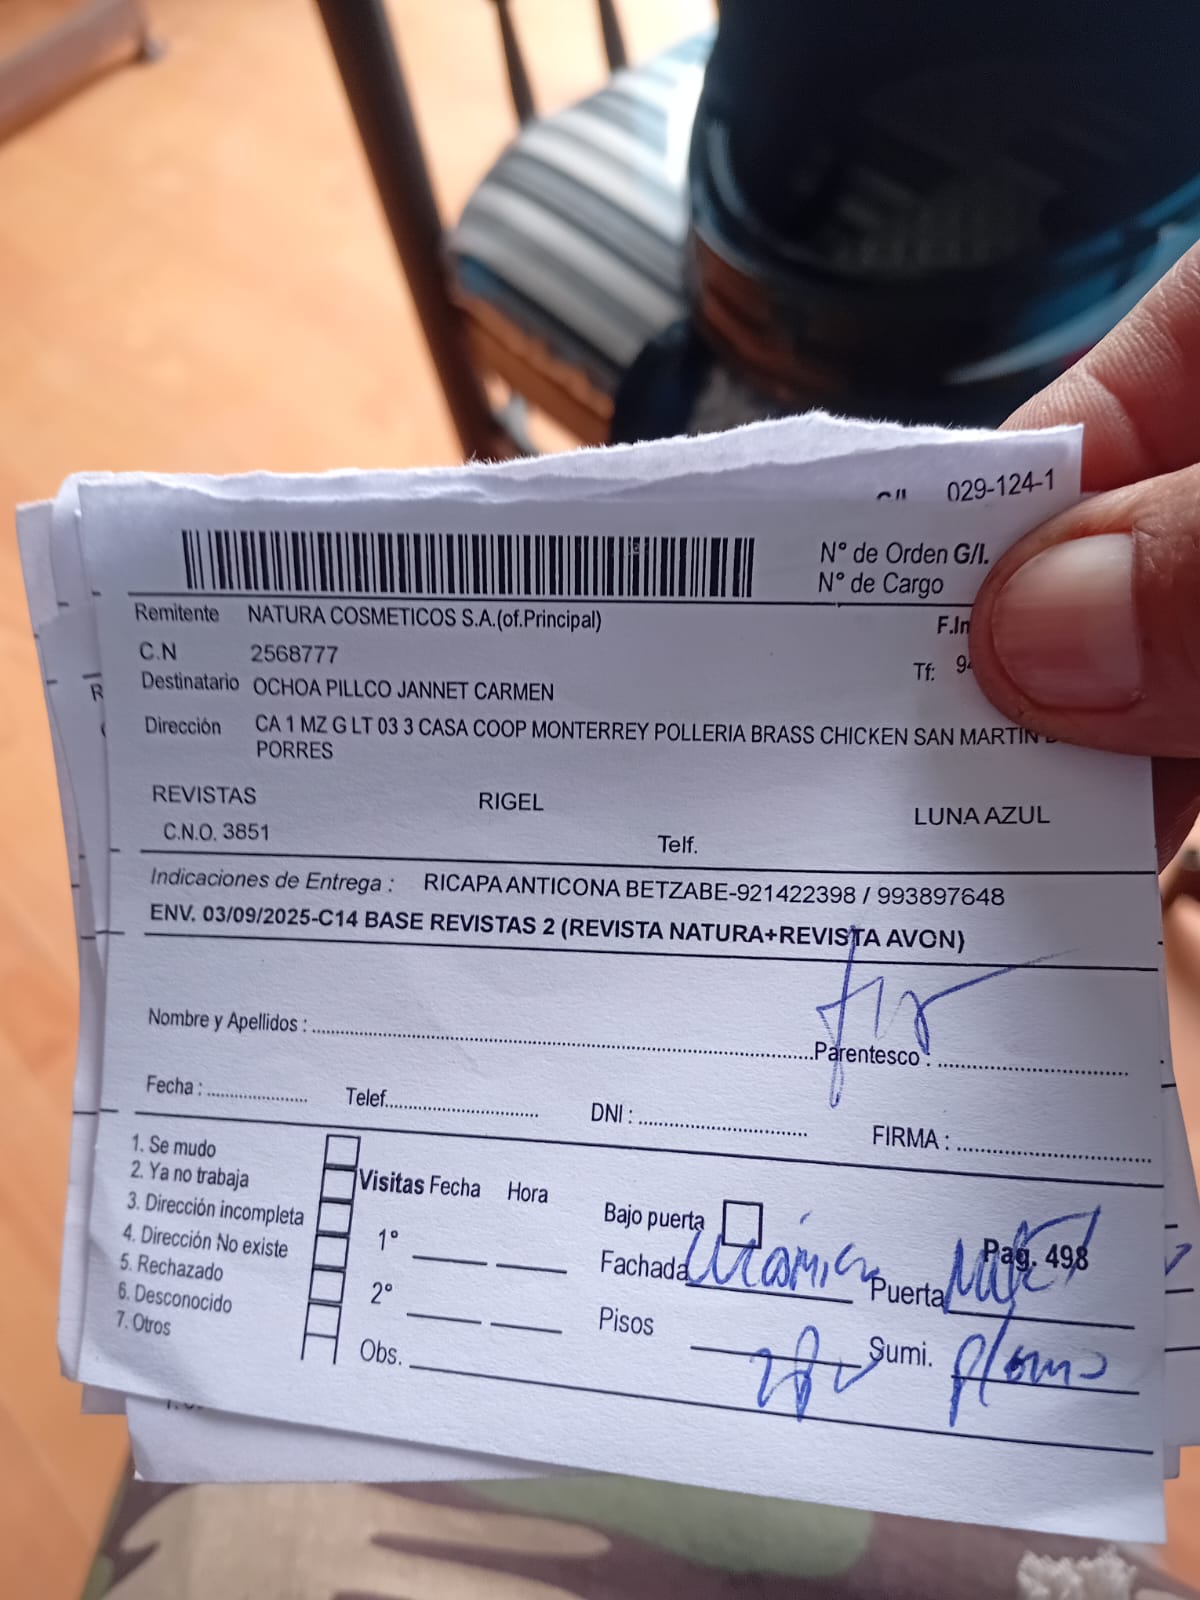 029-124-1
N° de Orden G/I.
N° de Cargo
Remitente NATURA COSMETICOS S.A.(of.Principal)
F.In
C.N 2568777
Tf: 94
Destinatario OCHOA PILLCO JANNET CARMEN
Dirección CA 1 MZ G LT 03 3 CASA COOP MONTERREY POLLERIA BRASS CHICKEN SAN MARTIN
PORRES
REVISTAS RIGEL LUNA AZUL
C.N.O. 3851 Telf.
Indicaciones de Entrega : RICAPA ANTICONA BETZABE-921422398 / 993897648
ENV. 03/09/2025-C14 BASE REVISTAS 2 (REVISTA NATURA+REVISTA AVON)
Nombre y Apellidos : Parentesco :
Fecha : Telef. DNI : FIRMA :
1. Se mudo
2. Ya no trabaja
3. Dirección incompleta
4. Dirección No existe
5. Rechazado
6. Desconocido
7. Otros
Visitas Fecha Hora
1°
2°
Obs.
Bajo puerta
Pag. 498
Fachada Puerta
Pisos Sumi. plomo